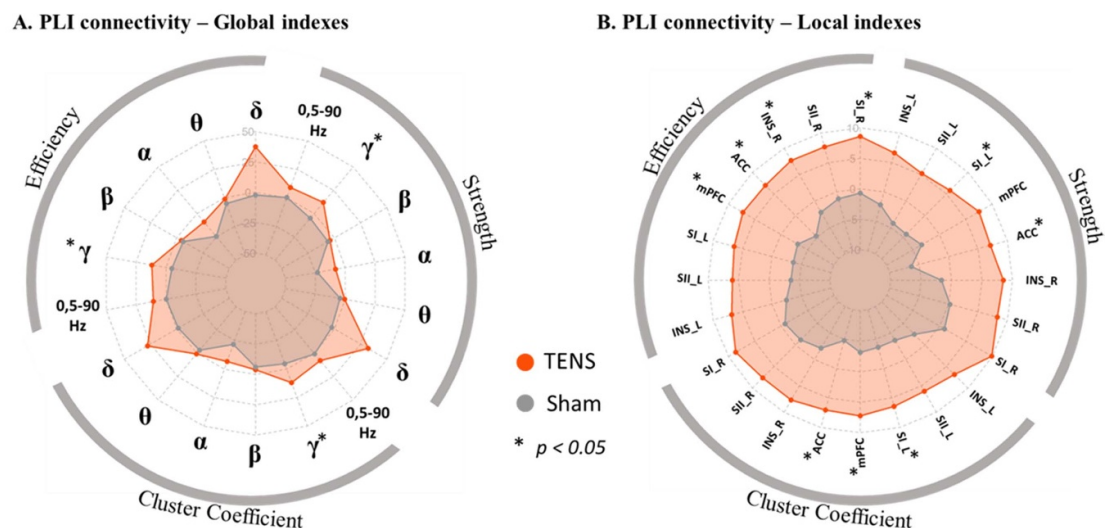 A. PLI connectivity – Global indexes
Efficiency
Strength
Cluster Coefficient
δ
0,5-90
Hz
γ*
β
α
θ
δ
0,5-90
Hz
γ*
β
α
θ
δ
0,5-90
Hz
*γ
β
α
θ
50
25
0
-25
-50
B. PLI connectivity – Local indexes
Efficiency
Strength
Cluster Coefficient
SI_R*
INS_L
SII_L
SI_L*
mPFC
ACC*
INS_R
SII_R
SI_R
INS_L
SII_L
SI_L*
*mPFC
*ACC
INS_R
SII_R
SI_R
INS_L
SII_L
SI_L
*mPFC
*ACC
*INS_R
SII_R
10
5
0
-5
-10
TENS
Sham
* p < 0.05